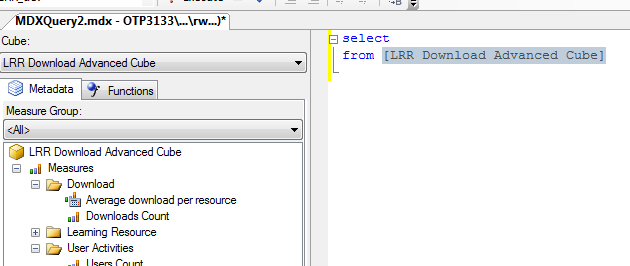 Execute
MDXQuery2.mdx - OTP3133\...\rw...)*
Cube:
LRR Download Advanced Cube
Metadata
Functions
Measure Group:
<All>
LRR Download Advanced Cube
Measures
Download
Average download per resource
Downloads Count
Learning Resource
User Activities
Users Count
select
from [LRR Download Advanced Cube]